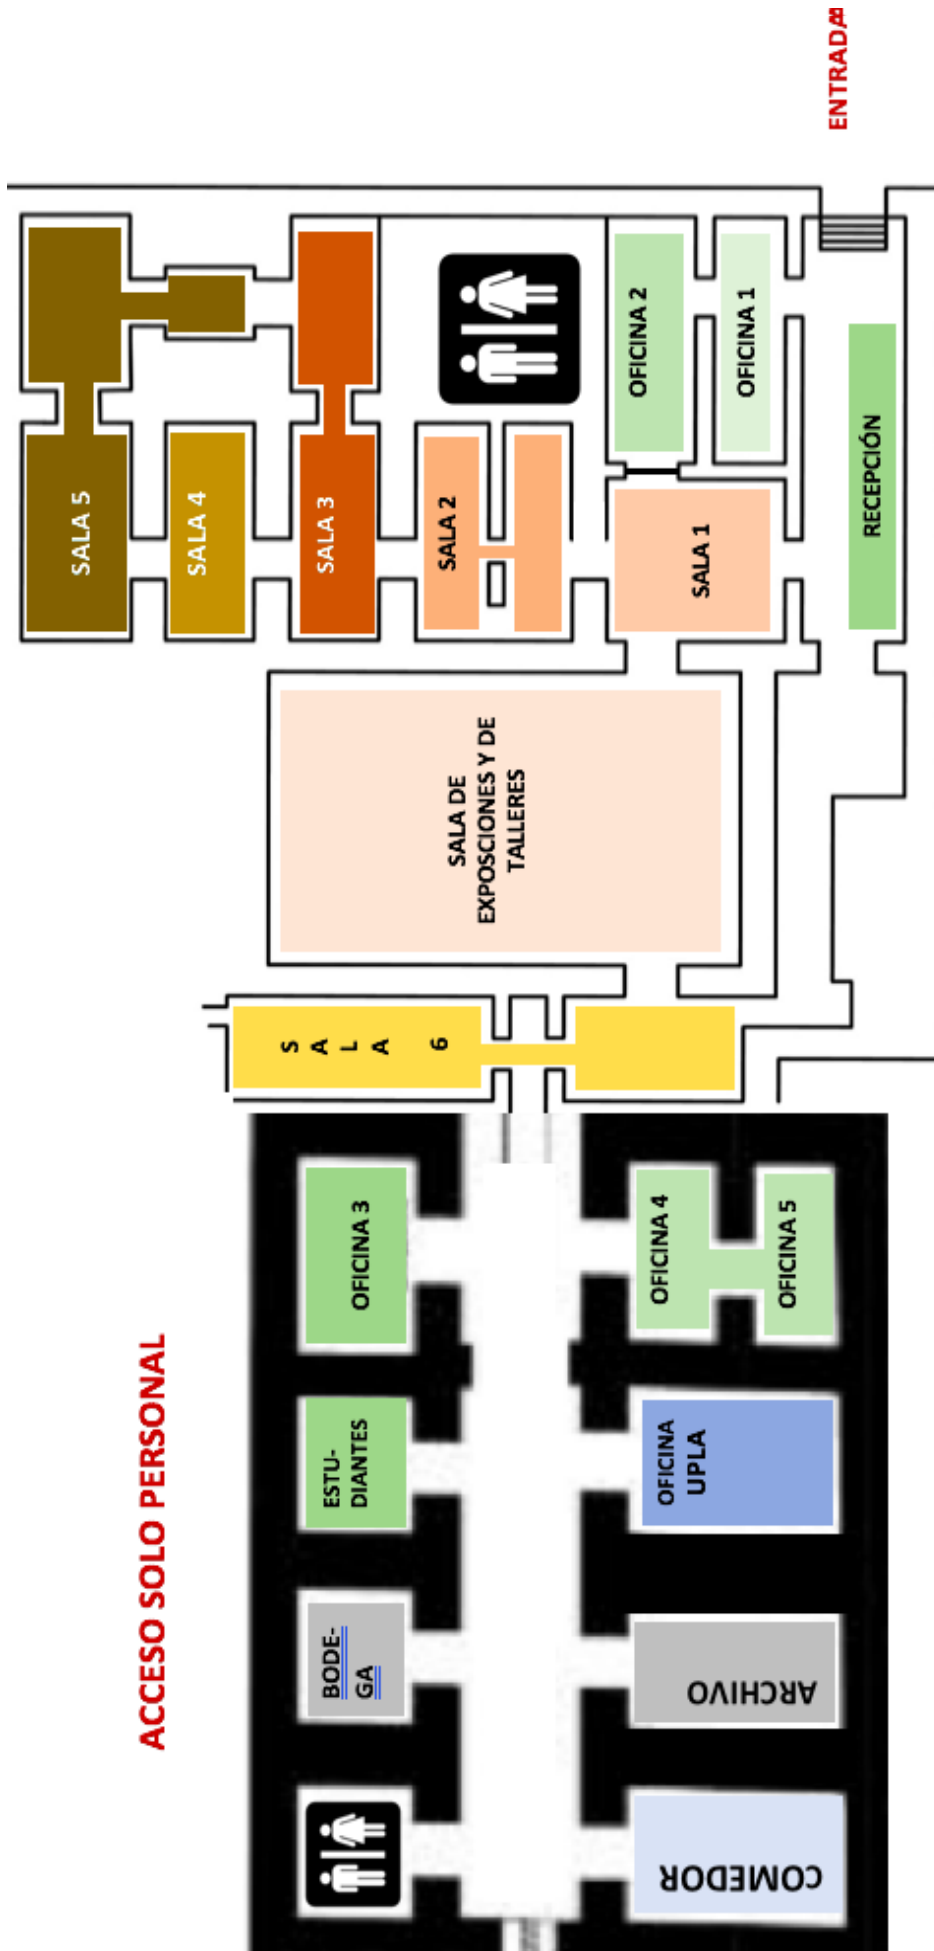 ENTRADA
SALA 5
SALA 4
SALA 3
SALA 2
OFICINA 2
OFICINA 1
SALA 1
RECEPCIÓN
SALA DE
EXPOSCIONES Y DE
TALLERES
SALA 6
ACCESO SOLO PERSONAL
OFICINA 3
OFICINA 4
OFICINA 5
ESTU-
DIANTES
OFICINA
UPLA
BODE-
GA
ARCHIVO
COMEDOR